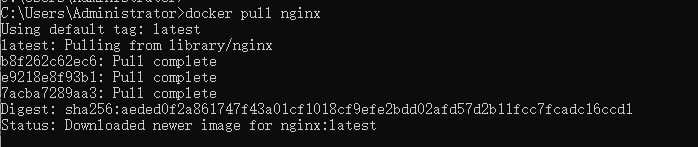 C:\Users\Administrator>docker pull nginx
Using default tag: latest
latest: Pulling from library/nginx
b8f262c62ec6: Pull complete
e9218e8f93b1: Pull complete
7acba7289aa3: Pull complete
Digest: sha256:aeded0f2a861747f43a01cf1018cf9efe2bdd02afd57d2b11fcc7fcadc16ccd1
Status: Downloaded newer image for nginx:latest